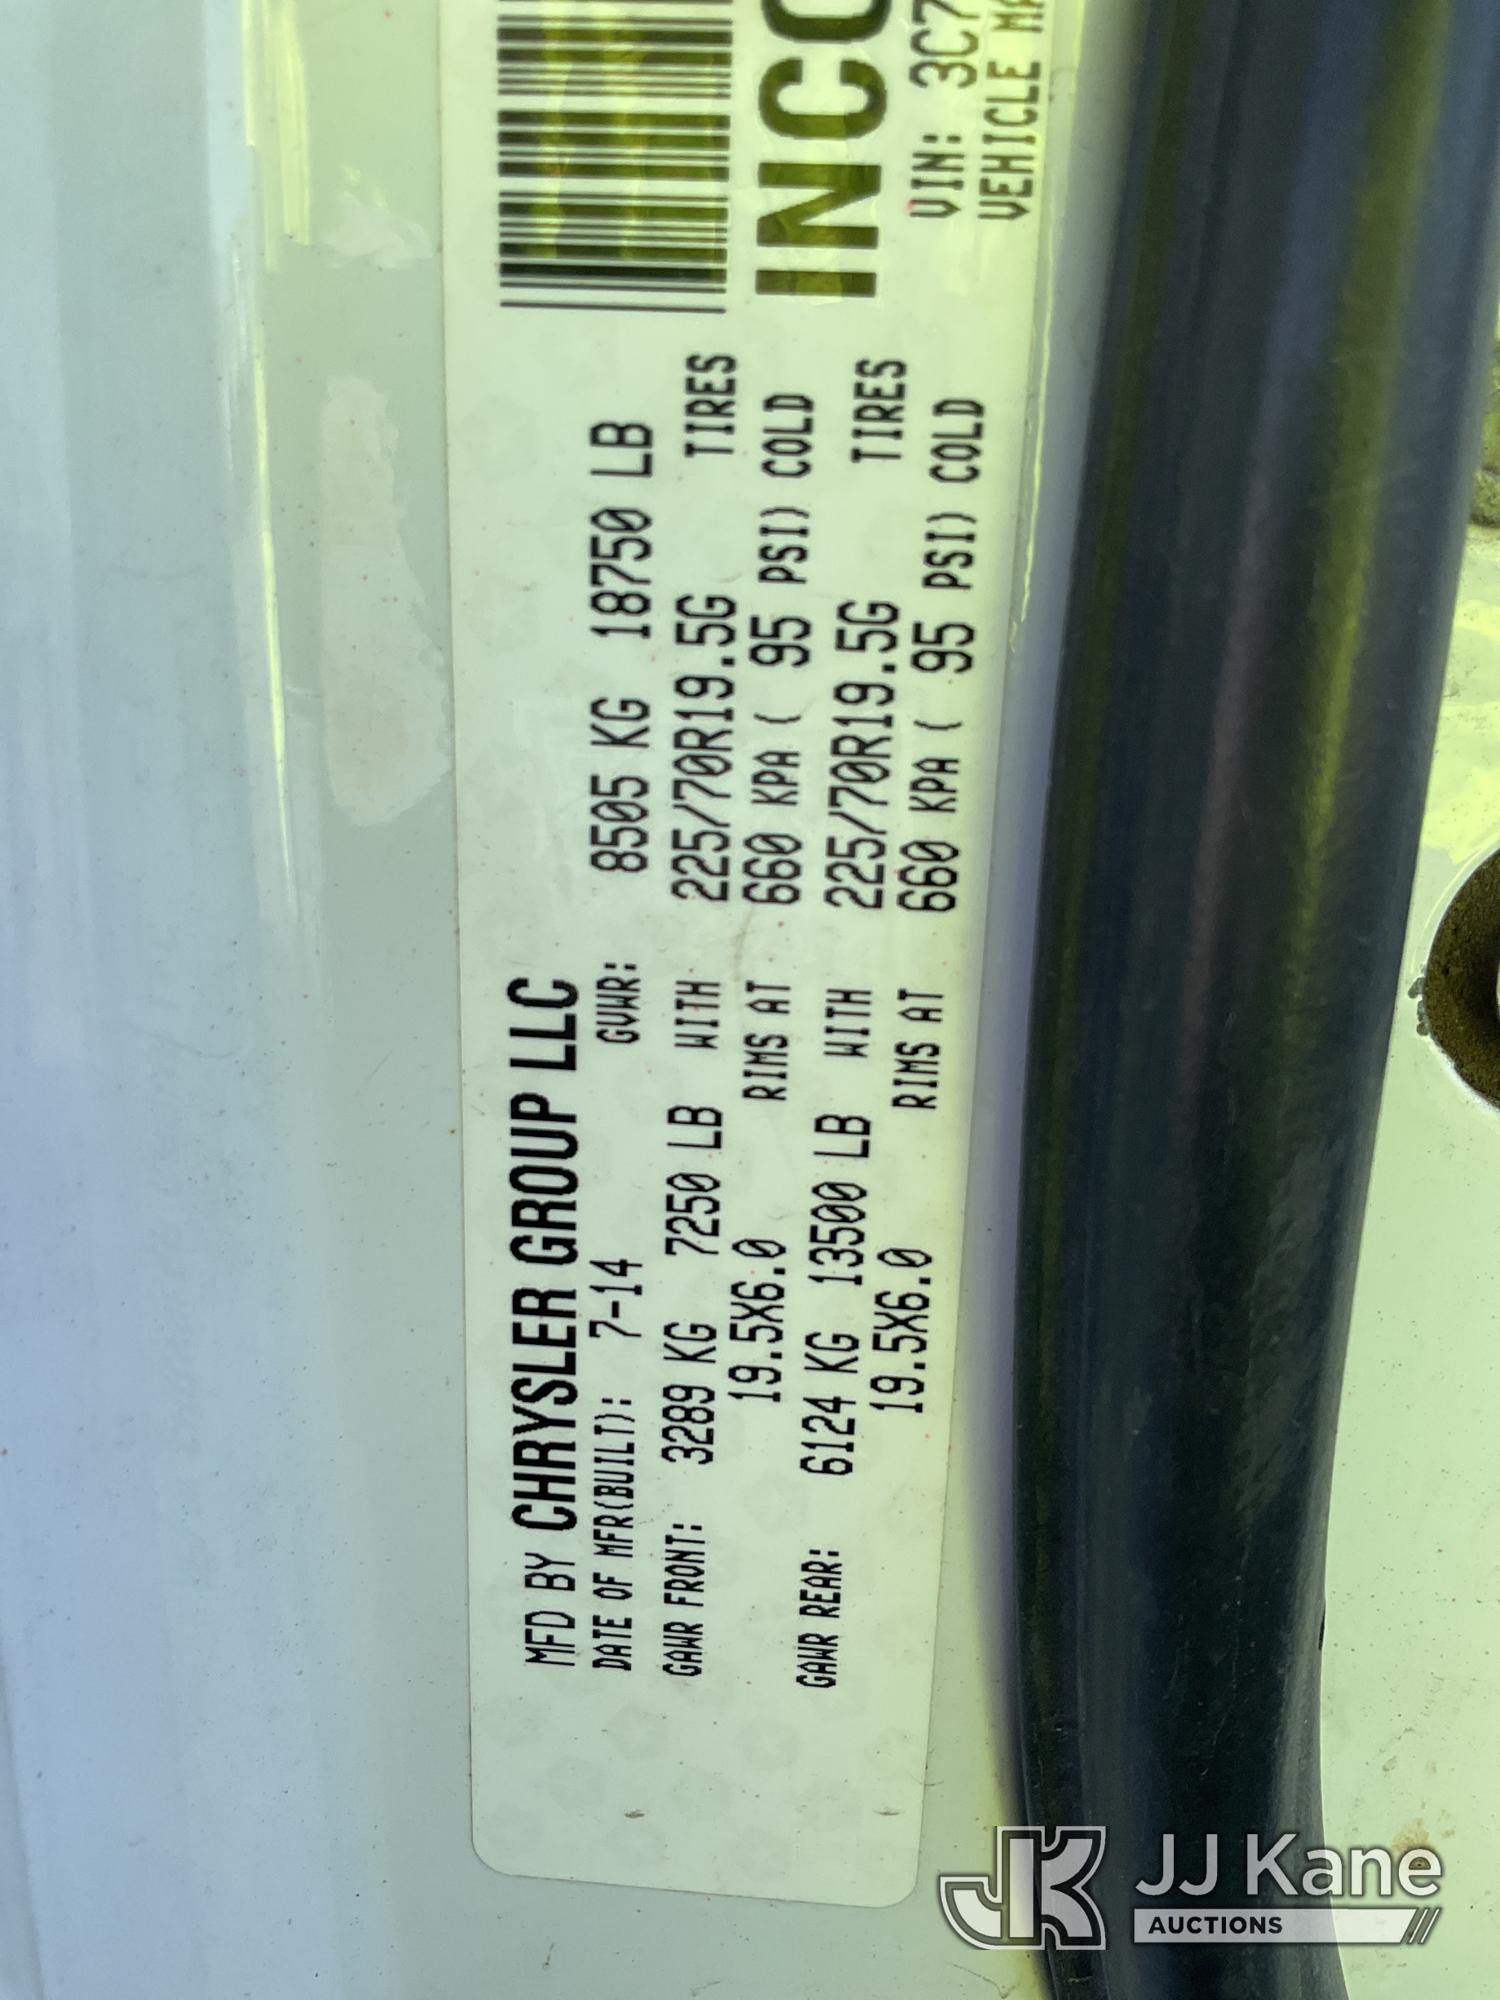 MFD BY CHRYSLER GROUP LLC
DATE OF MFR(BUILT): 7-14 GVWR: 8505 KG 18750 LB
GAWR FRONT: 3289 KG 7250 LB WITH 225/70R19.5G TIRES
19.5X6.0 RIMS AT 660 KPA ( 95 PSI) COLD
GAWR REAR: 6124 KG 13500 LB WITH 225/70R19.5G TIRES
19.5X6.0 RIMS AT 660 KPA ( 95 PSI) COLD
VIN: 3C7
VEHICLE
JK JJ Kane
AUCTIONS